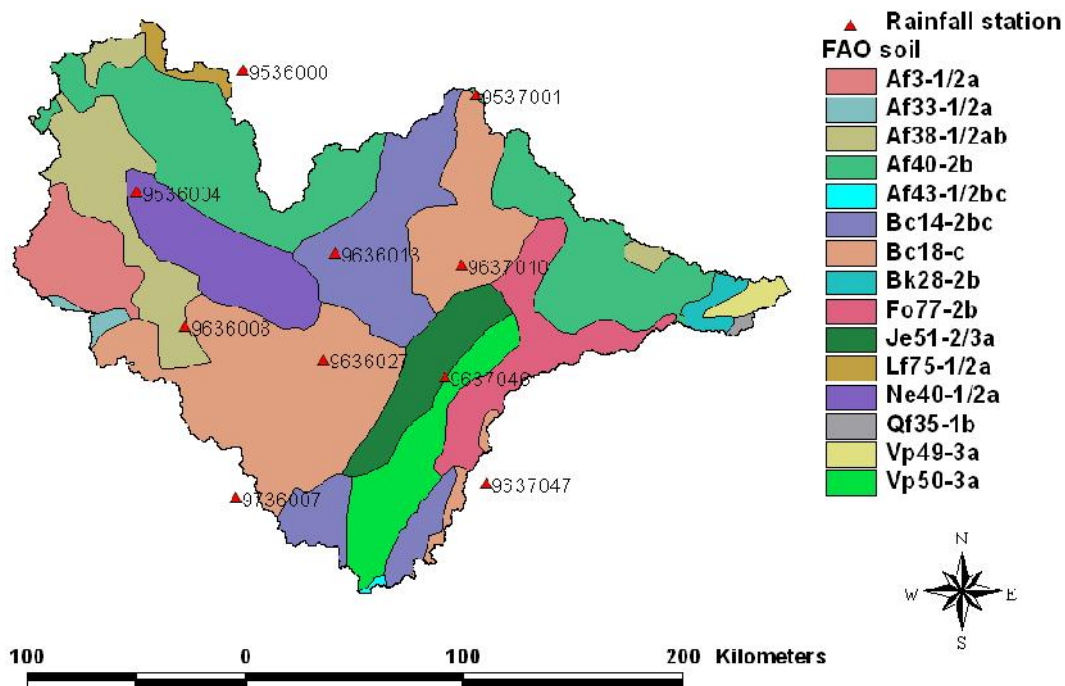 Rainfall station
FAO soil
Af3-1/2a
Af33-1/2a
Af38-1/2ab
Af40-2b
Af43-1/2bc
Bc14-2bc
Bc18-c
Bk28-2b
Fo77-2b
Je51-2/3a
Lf75-1/2a
Ne40-1/2a
Qf35-1b
Vp49-3a
Vp50-3a
9536000
9537001
9536004
9636013
9637010
9636003
9636027
9637046
9637047
9736007
N
W E
S
100 0 100 200 Kilometers